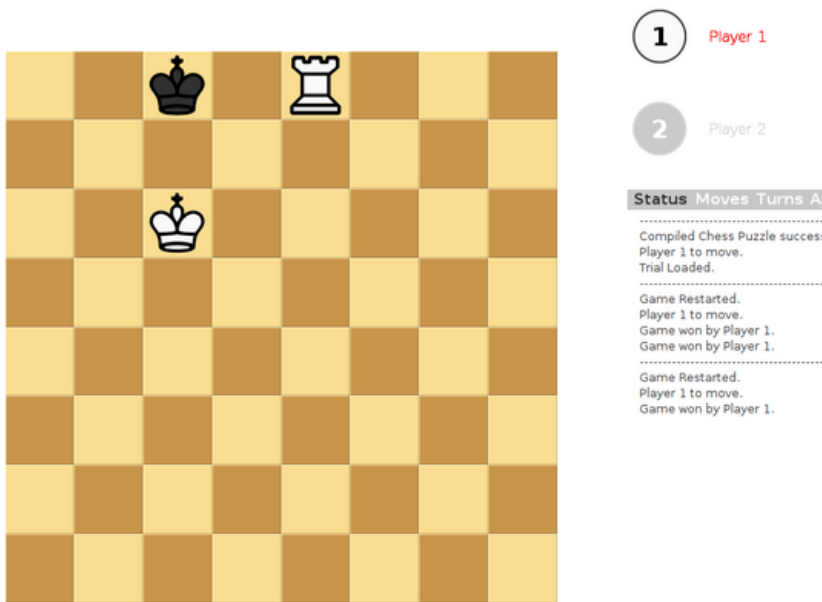 1 Player 1
2 Player 2
Status Moves Turns
Compiled Chess Puzzle
Player 1 to move.
Trial Loaded.
Game Restarted.
Player 1 to move.
Game won by Player 1.
Game won by Player 1.
Game Restarted.
Player 1 to move.
Game won by Player 1.